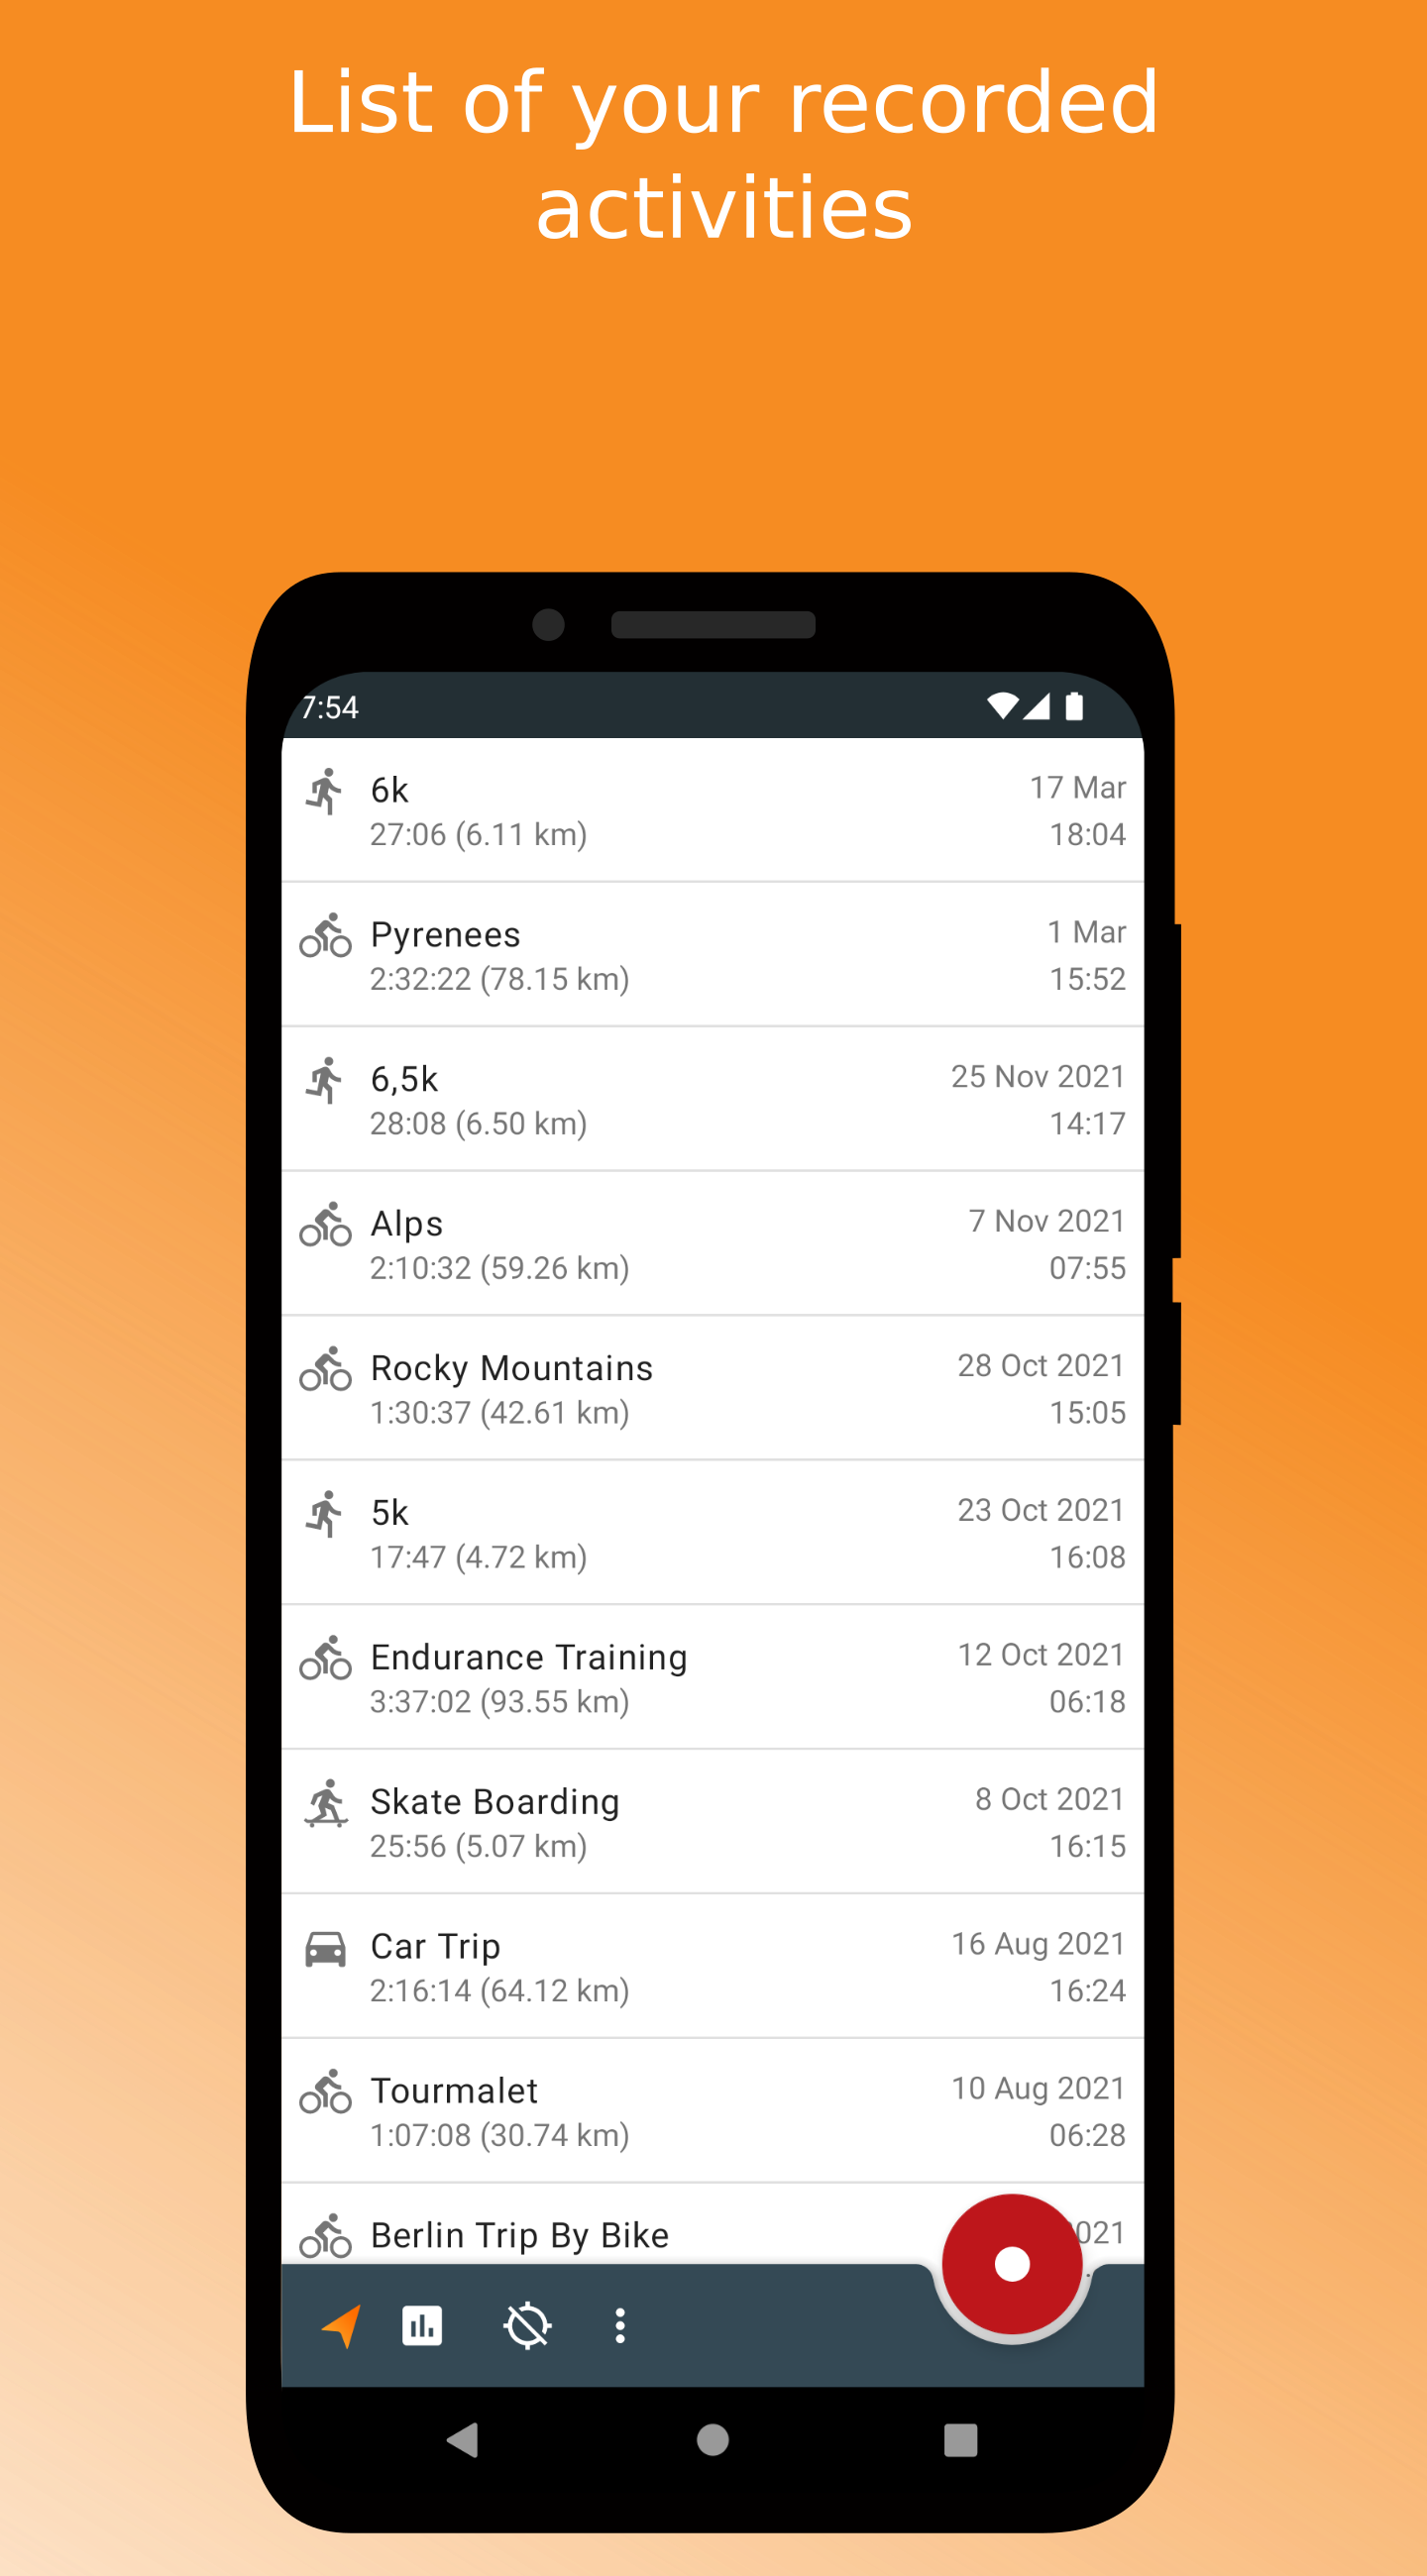 List of your recorded
activities
7:54
6k
17 Mar
27:06 (6.11 km)
18:04
Pyrenees
1 Mar
2:32:22 (78.15 km)
15:52
6,5k
25 Nov 2021
28:08 (6.50 km)
14:17
Alps
7 Nov 2021
2:10:32 (59.26 km)
07:55
Rocky Mountains
28 Oct 2021
1:30:37 (42.61 km)
15:05
5k
23 Oct 2021
17:47 (4.72 km)
16:08
Endurance Training
12 Oct 2021
3:37:02 (93.55 km)
06:18
Skate Boarding
8 Oct 2021
25:56 (5.07 km)
16:15
Car Trip
16 Aug 2021
2:16:14 (64.12 km)
16:24
Tourmalet
10 Aug 2021
1:07:08 (30.74 km)
06:28
Berlin Trip By Bike